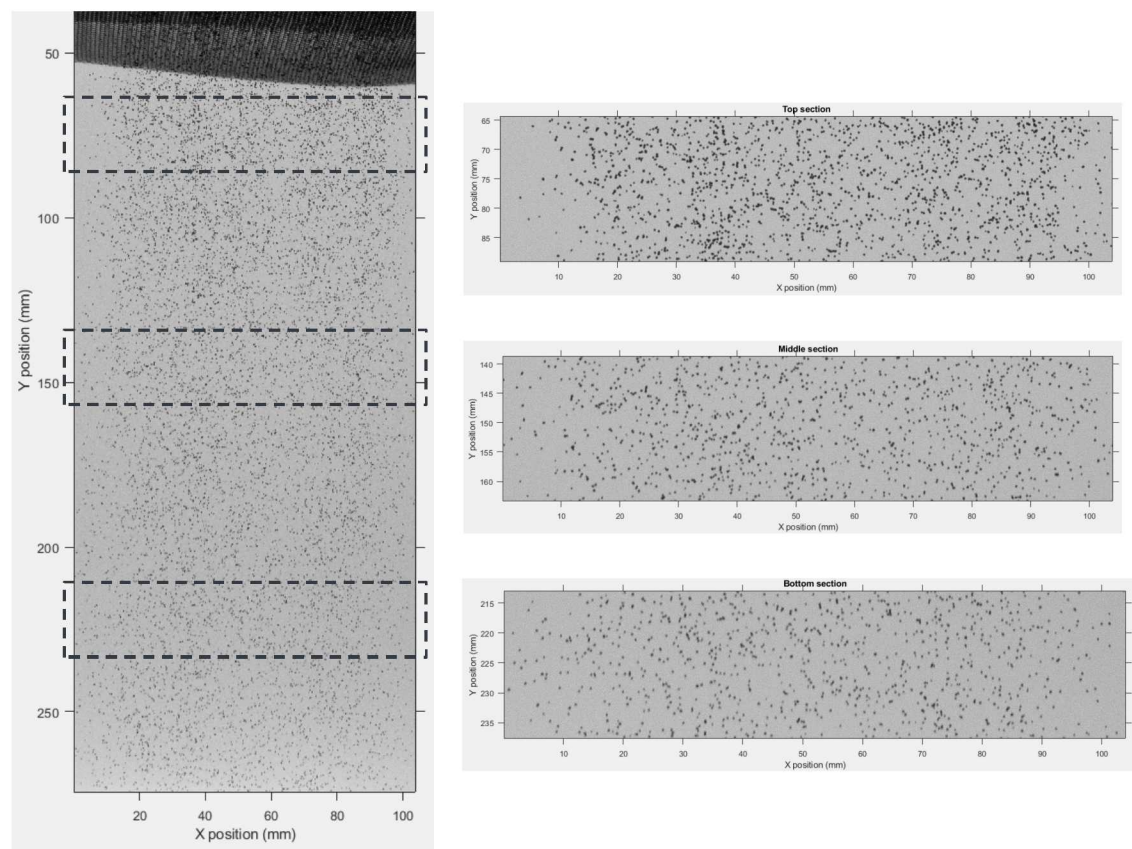 50
100
150
200
250
Y position (mm)
20 40 60 80 100
X position (mm)
Top section
65
70
75
80
85
Y position (mm)
10 20 30 40 50 60 70 80 90 100
X position (mm)
Middle section
140
145
150
155
160
Y position (mm)
10 20 30 40 50 60 70 80 90 100
X position (mm)
Bottom section
215
220
225
230
235
Y position (mm)
10 20 30 40 50 60 70 80 90 100
X position (mm)